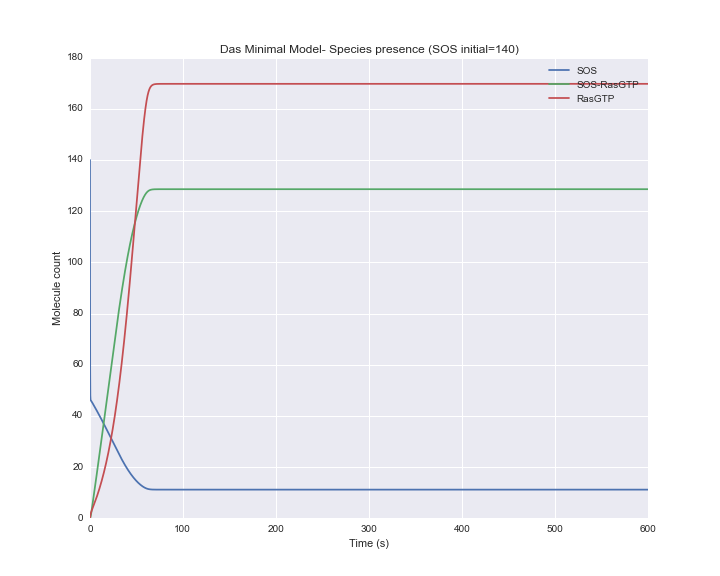 Das Minimal Model- Species presence (SOS initial=140)
180
160
140
120
100
80
60
40
20
0
Molecule count
SOS
SOS-RasGTP
RasGTP
0 100 200 300 400 500 600
Time (s)